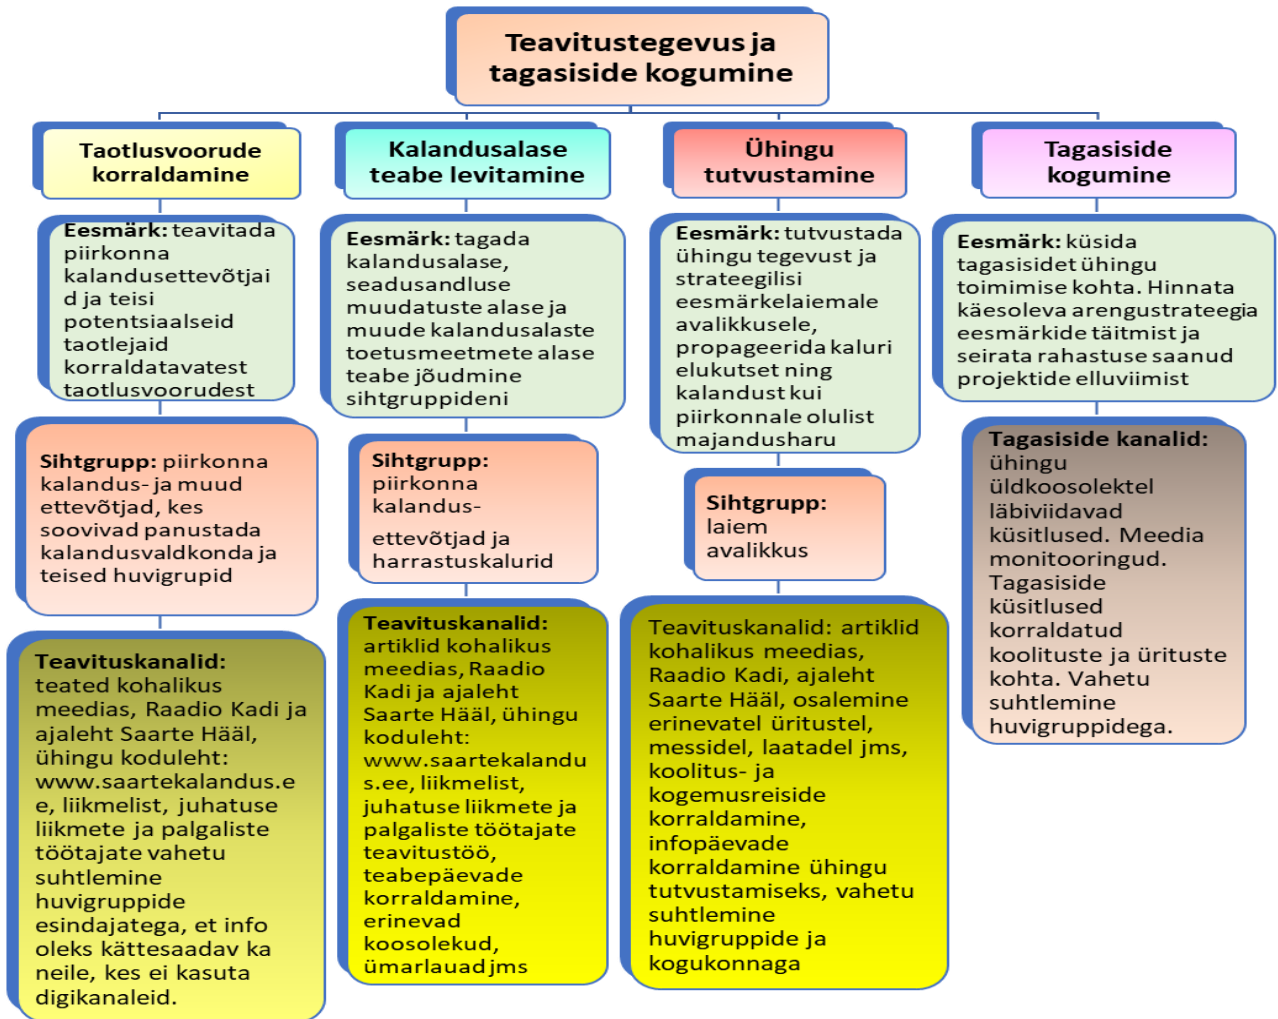 Teavitustegevus ja
tagasiside kogumine
Taotlusvoorude
korraldamine
Eesmärk: teavitada
piirkonna
kalandusettevõtjai
d ja teisi
potentsiaalseid
taotlejaid
korraldatavatest
taotlusvoorudest
Sihtgrupp: piirkonna
kalandus- ja muud
ettevõtjad, kes
soovivad panustada
kalandusvaldkonda ja
teised huvigrupid
Teavituskanalid:
teated kohalikus
meedias, Raadio Kadi ja
ajaleht Saarte Hääl,
ühingu koduleht:
www.saartekalandus.e
e, liikmelist, juhatuse
liikmete ja palgaliste
töötajate vahetu
suhtlemine
huvigruppide
esindajatega, et info
oleks kättesaadav ka
neile, kes ei kasuta
digikanaleid.
Kalandusalase
teabe levitamine
Eesmärk: tagada
kalandusalase,
seadusandluse
muudatuste alase ja
muude kalandusalaste
toetusmeetmete alase
teabe jõudmine
sihtgruppideni
Sihtgrupp:
piirkonna
kalandus-
ettevõtjad ja
harrastuskalurid
Teavituskanalid:
artiklid kohalikus
meedias, Raadio
Kadi ja ajaleht
Saarte Hääl, ühingu
koduleht:
www.saartekalandu
s.ee, liikmelist,
juhatuse liikmete ja
palgaliste töötajate
teavitustöö,
teabepäevade
korraldamine,
erinevad
koosolekud,
ümarlauad jms
Ühingu
tutvustamine
Eesmärk: tutvustada
ühingu tegevust ja
strateegilisi
eesmärkelaiemale
avalikkusele,
propageerida kaluri
elukutset ning
kalandust kui
piirkonnale olulist
majandusharu
Sihtgrupp:
laiem
avalikkus
Teavituskanalid: artiklid
kohalikus meedias,
Raadio Kadi, ajaleht
Saarte Hääl, osalemine
erinevatel üritustel,
messidel, laatadel jms,
koolitus- ja
kogemusreiside
korraldamine,
infopäevade
korraldamine ühingu
tutvustamiseks, vahetu
suhtlemine
huvigruppide ja
kogukonnaga
Tagasiside
kogumine
Eesmärk: küsida
tagasisidet ühingu
toimimise kohta. Hinnata
käesoleva arengustrateegia
eesmärkide täitmist ja
seirata rahastuse saanud
projektide elluviimist
Tagasiside kanalid:
ühingu
üldkoosolektel
läbiviidavad
küsitlused. Meedia
monitooringud.
Tagasiside
küsitlused
korraldatud
koolituste ja ürituste
kohta. Vahetu
suhtlemine
huvigruppidega.